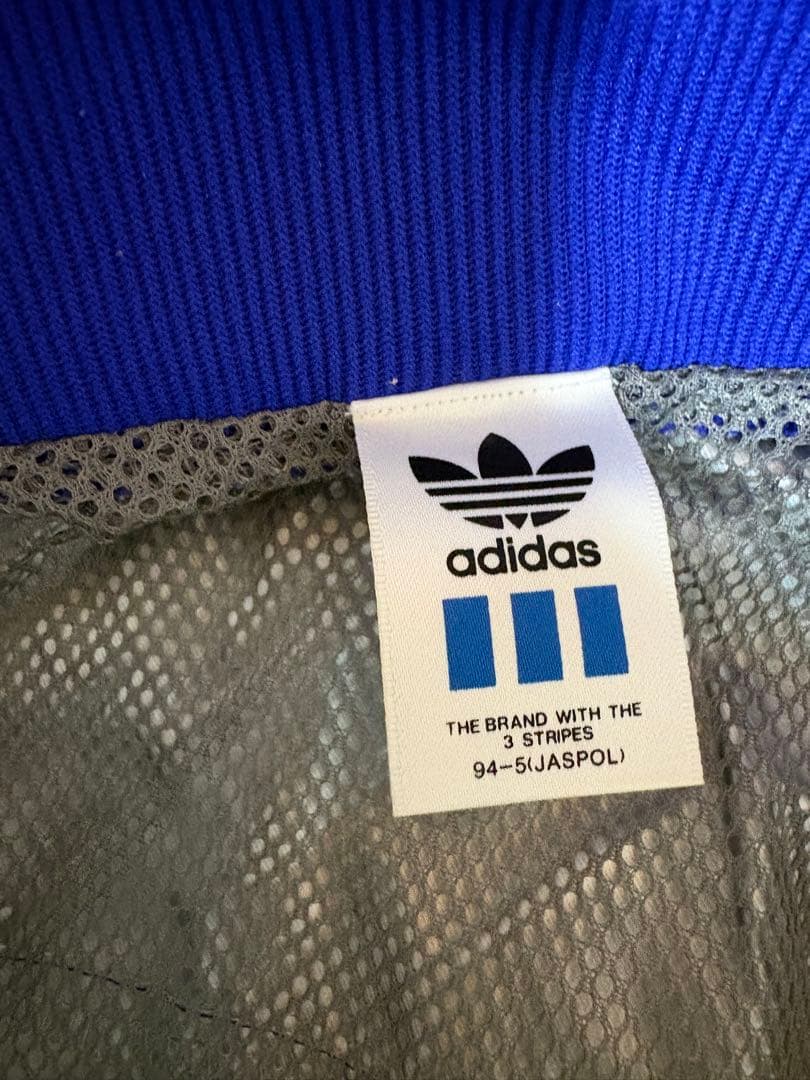 adidas
THE BRAND WITH THE
3 STRIPES
94-5(JASPOL)